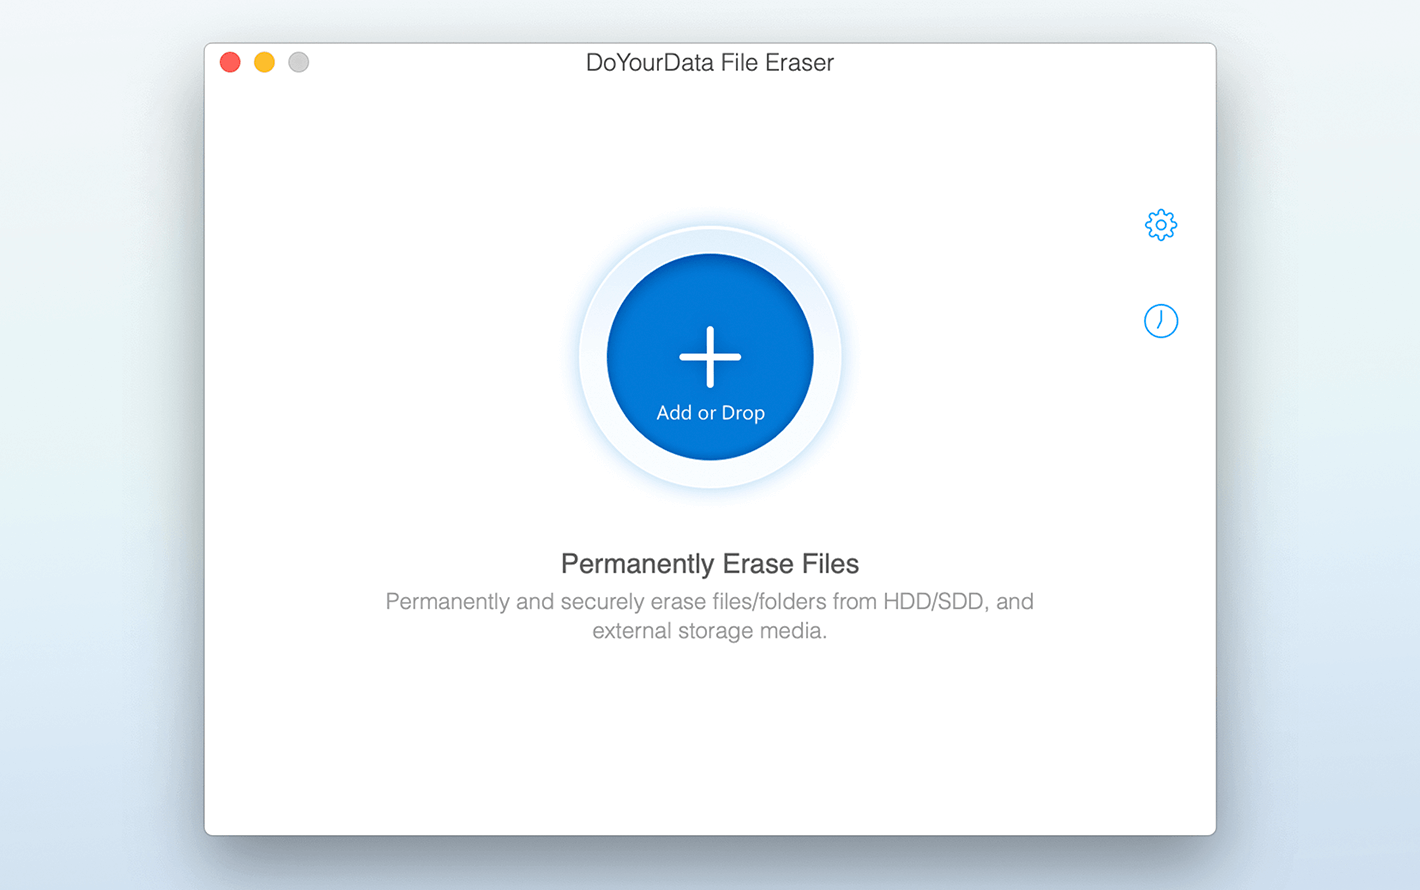 DoYourData File Eraser
Add or Drop
Permanently Erase Files
Permanently and securely erase files/folders from HDD/SDD, and
external storage media.